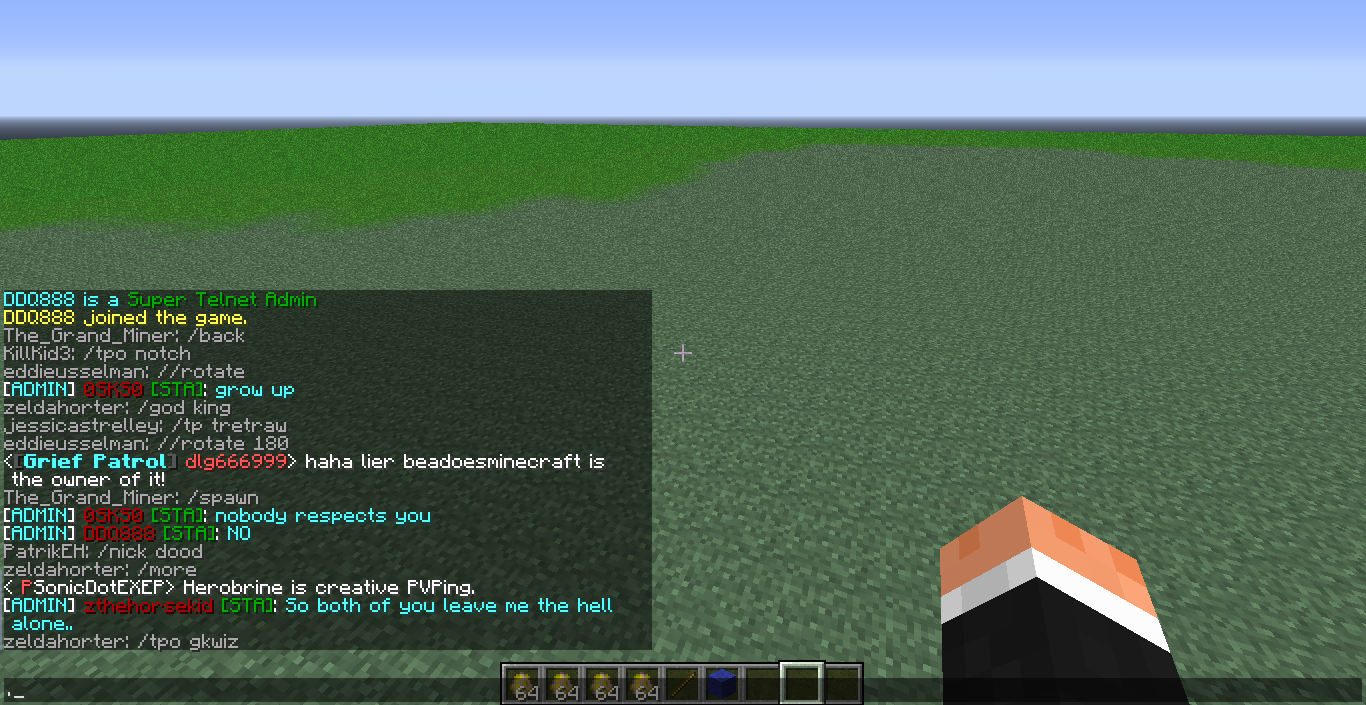 DDQ888 is a Super Telnet Admin
DDQ888 joined the game.
The_Grand_Miner: /back
KillKid3: /tpo notch
eddieusselman: //rotate
[ADMIN] 05K50 [STA]: grow up
zeldahorter: /god king
jessicastrelley: /tp tretraw
eddieusselman: //rotate 180
<[Grief Patrol] dlg666999> haha lier beadoesminecraft is
the owner of it!
The_Grand_Miner: /spawn
[ADMIN] 05K50 [STA]: nobody respects you
[ADMIN] DDQ888 [STA]: NO
PatrikEH: /nick dood
zeldahorter: /more
< PSonicDotEXEP> Herobrine is creative PVPing.
[ADMIN] zthehorsekid [STA]: So both of you leave me the hell
alone..
zeldahorter: /tpo gkwiz
64 64 64 64